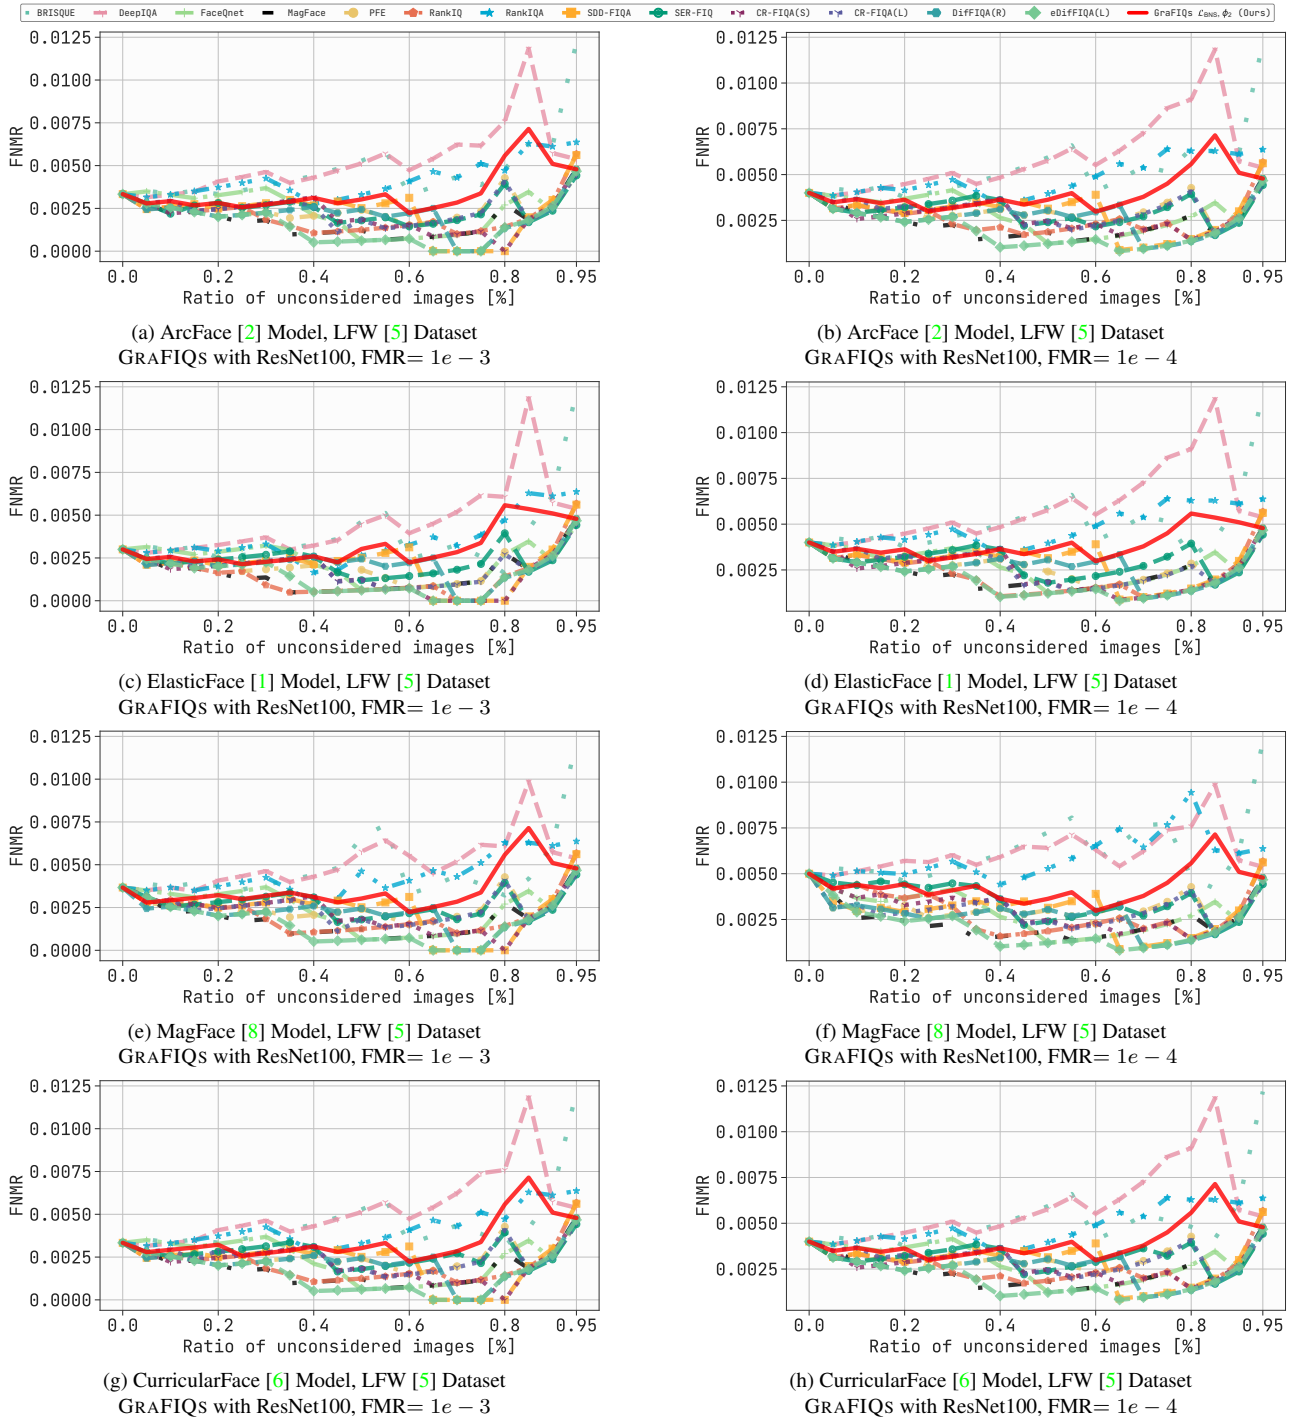 BRISQUE DeepIQA FaceQnet MagFace PFE RankIQ RankIQA SDD-FIQA SER-FIQ CR-FIQA(S) CR-FIQA(L) DifFIQA(R) eDifFIQA(L) GraFIQs ℒBNS, ϕ2 (Ours)
0.0125
0.0100
0.0075
0.0050
0.0025
0.0000
FNMR
0.0 0.2 0.4 0.6 0.8 0.95
Ratio of unconsidered images [%]
(a) ArcFace [2] Model, LFW [5] Dataset
GRAFIQS with ResNet100, FMR= 1e − 3
0.0125
0.0100
0.0075
0.0050
0.0025
FNMR
0.0 0.2 0.4 0.6 0.8 0.95
Ratio of unconsidered images [%]
(b) ArcFace [2] Model, LFW [5] Dataset
GRAFIQS with ResNet100, FMR= 1e − 4
0.0125
0.0100
0.0075
0.0050
0.0025
0.0000
FNMR
0.0 0.2 0.4 0.6 0.8 0.95
Ratio of unconsidered images [%]
(c) ElasticFace [1] Model, LFW [5] Dataset
GRAFIQS with ResNet100, FMR= 1e − 3
0.0125
0.0100
0.0075
0.0050
0.0025
FNMR
0.0 0.2 0.4 0.6 0.8 0.95
Ratio of unconsidered images [%]
(d) ElasticFace [1] Model, LFW [5] Dataset
GRAFIQS with ResNet100, FMR= 1e − 4
0.0125
0.0100
0.0075
0.0050
0.0025
0.0000
FNMR
0.0 0.2 0.4 0.6 0.8 0.95
Ratio of unconsidered images [%]
(e) MagFace [8] Model, LFW [5] Dataset
GRAFIQS with ResNet100, FMR= 1e − 3
0.0125
0.0100
0.0075
0.0050
0.0025
FNMR
0.0 0.2 0.4 0.6 0.8 0.95
Ratio of unconsidered images [%]
(f) MagFace [8] Model, LFW [5] Dataset
GRAFIQS with ResNet100, FMR= 1e − 4
0.0125
0.0100
0.0075
0.0050
0.0025
0.0000
FNMR
0.0 0.2 0.4 0.6 0.8 0.95
Ratio of unconsidered images [%]
(g) CurricularFace [6] Model, LFW [5] Dataset
GRAFIQS with ResNet100, FMR= 1e − 3
0.0125
0.0100
0.0075
0.0050
0.0025
FNMR
0.0 0.2 0.4 0.6 0.8 0.95
Ratio of unconsidered images [%]
(h) CurricularFace [6] Model, LFW [5] Dataset
GRAFIQS with ResNet100, FMR= 1e − 4